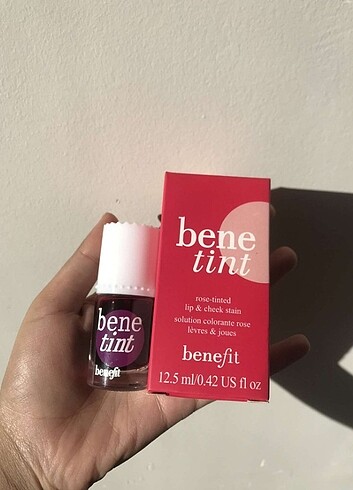 bene
tint
benefit
bene
tint
rose-tinted
lip & cheek stain
solution colorante rose
lèvres & joues
benefit
12.5 ml/0.42 US fl oz